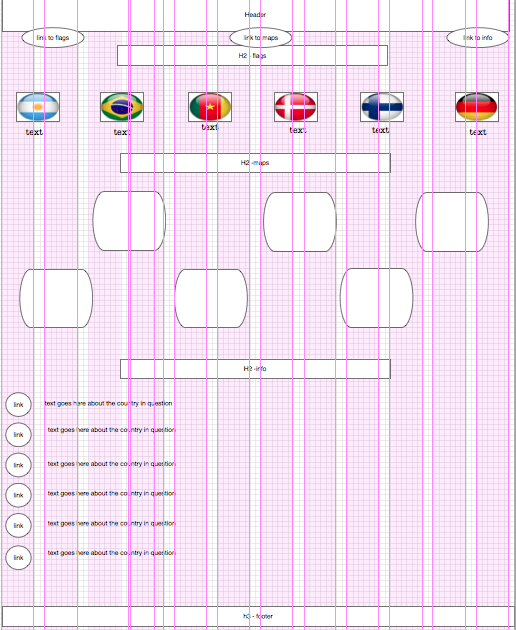 Header
link to flags
link to maps
link to info
H2 - flags
text
text
text
text
text
text
H2 -maps
H2 -info
link
text goes here about the country in question
link
text goes here about the country in question
link
text goes here about the country in question
link
text goes here about the country in question
link
text goes here about the country in question
link
text goes here about the country in question
h3 - footer